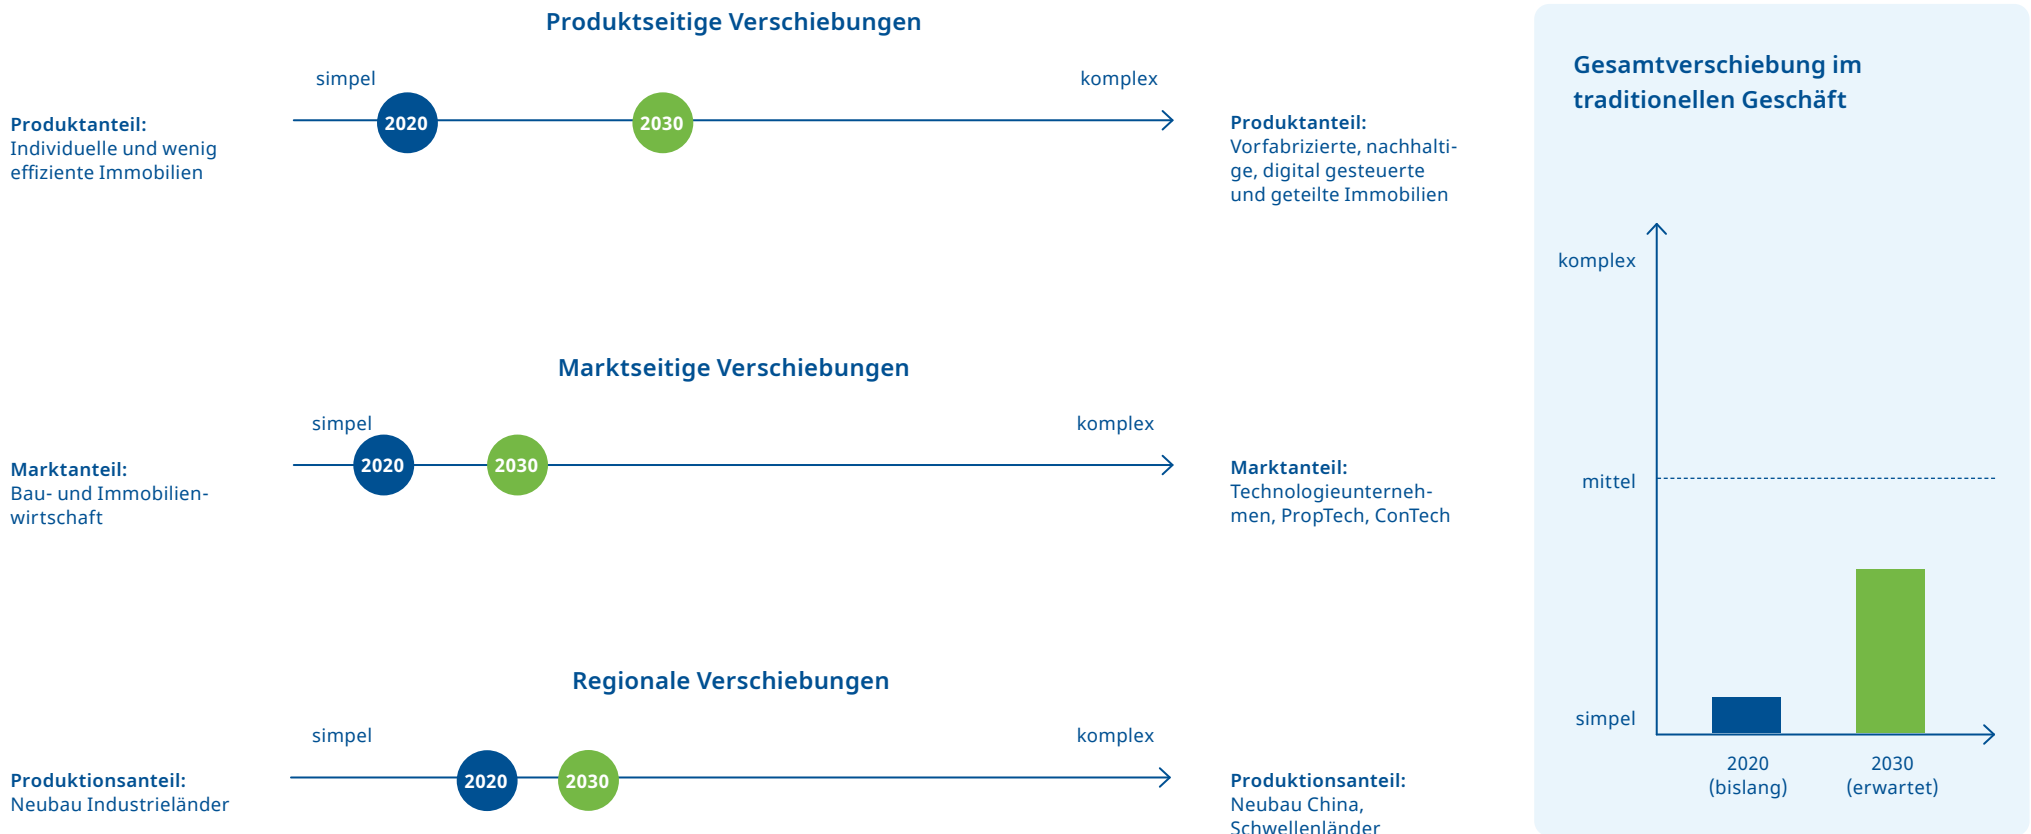 Produktseitige Verschiebungen
simpel
komplex
2020
2030
Produktanteil:
Individuelle und wenig
effiziente Immobilien
Produktanteil:
Vorfabrizierte, nachhalti-
ge, digital gesteuerte
und geteilte Immobilien
Marktseitige Verschiebungen
simpel
komplex
2020
2030
Marktanteil:
Bau- und Immobilien-
wirtschaft
Marktanteil:
Technologieunterneh-
men, PropTech, ConTech
Regionale Verschiebungen
simpel
komplex
2020
2030
Produktionsanteil:
Neubau Industrieländer
Produktionsanteil:
Neubau China,
Schwellenländer
Gesamtverschiebung im
traditionellen Geschäft
komplex
mittel
simpel
2020
(bislang)
2030
(erwartet)